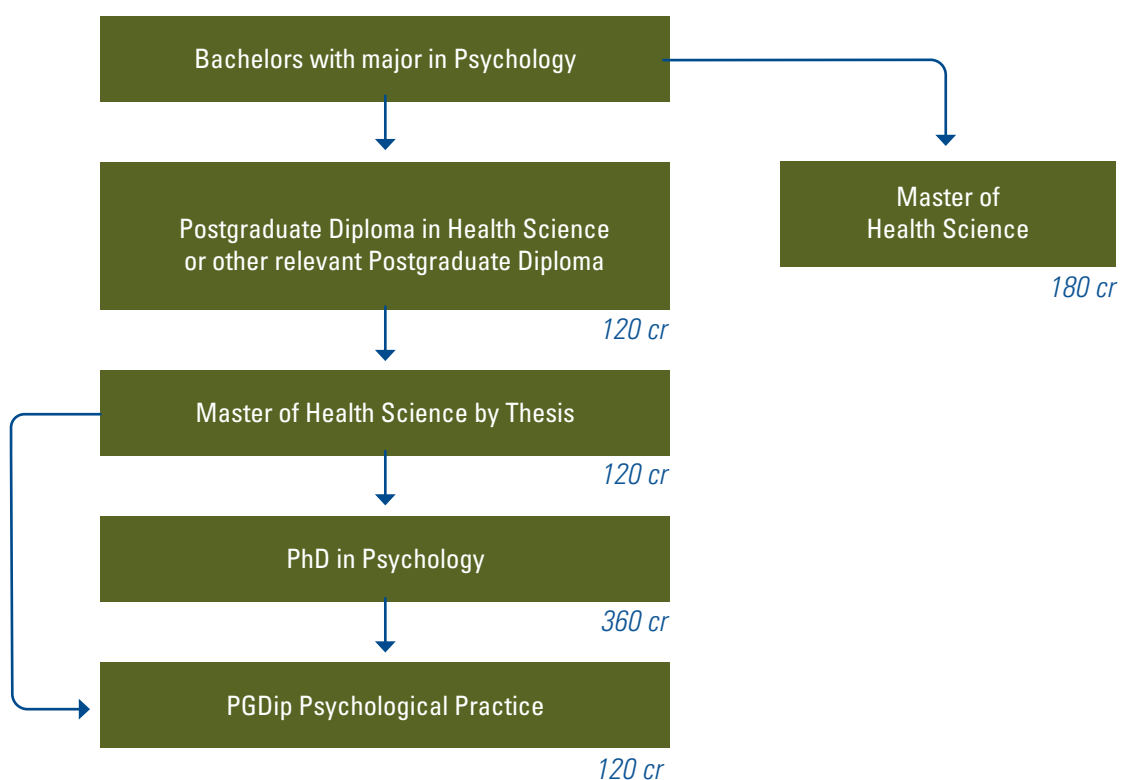 Bachelors with major in Psychology
Postgraduate Diploma in Health Science
or other relevant Postgraduate Diploma
120 cr
Master of
Health Science
180 cr
Master of Health Science by Thesis
120 cr
PhD in Psychology
360 cr
PGDip Psychological Practice
120 cr